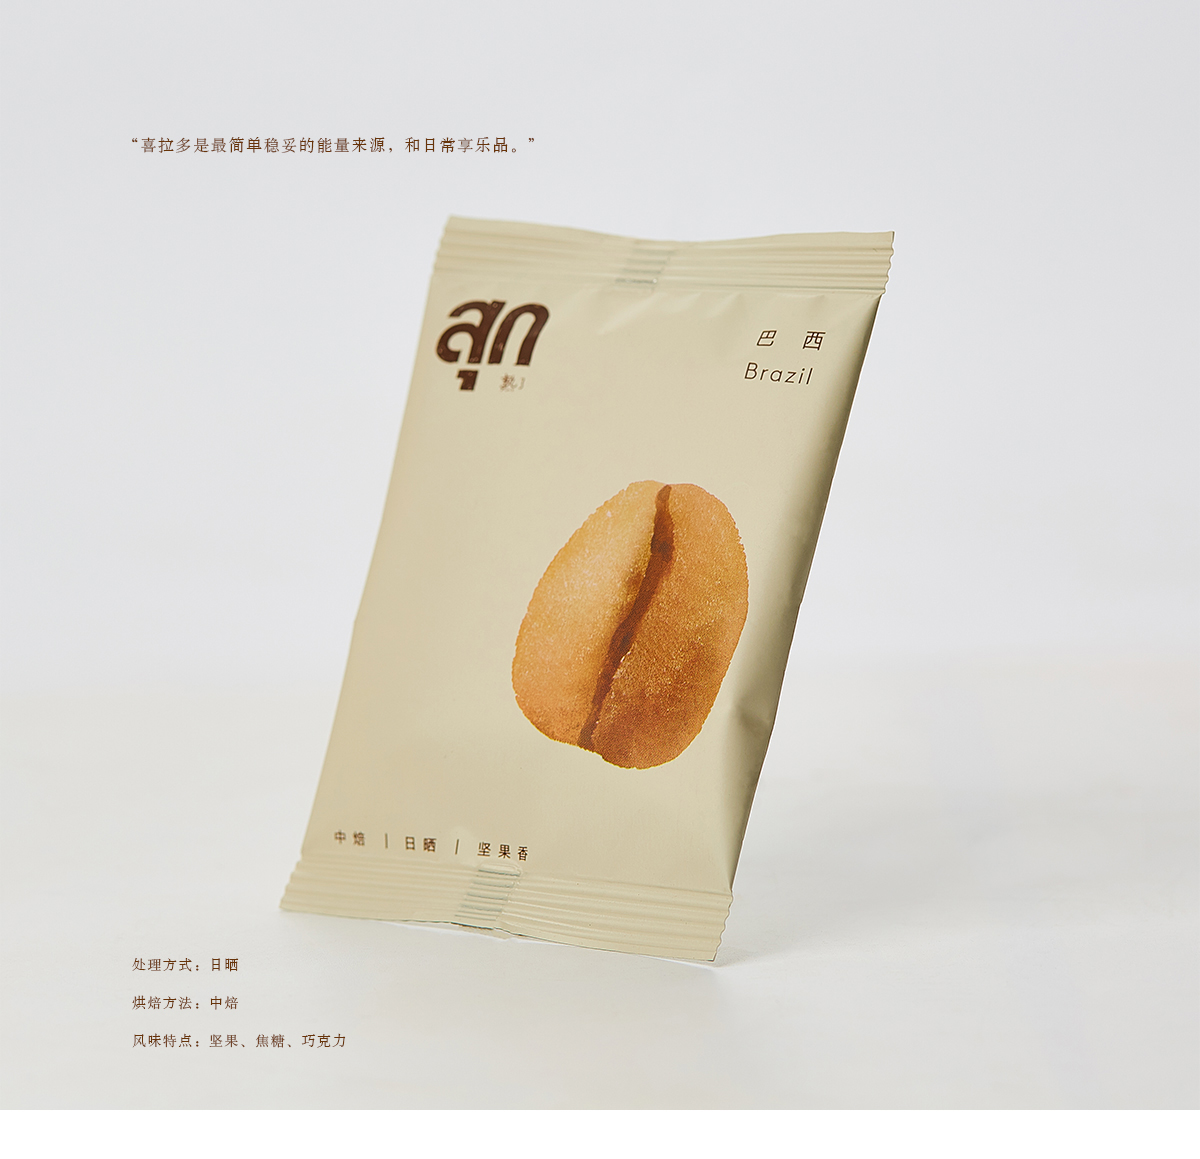 “喜拉多是最简单稳妥的能量来源，和日常享乐品。”
สุก
巴西
Brazil
中焙 | 日晒 | 坚果香
处理方式：日晒
烘焙方法：中焙
风味特点：坚果、焦糖、巧克力